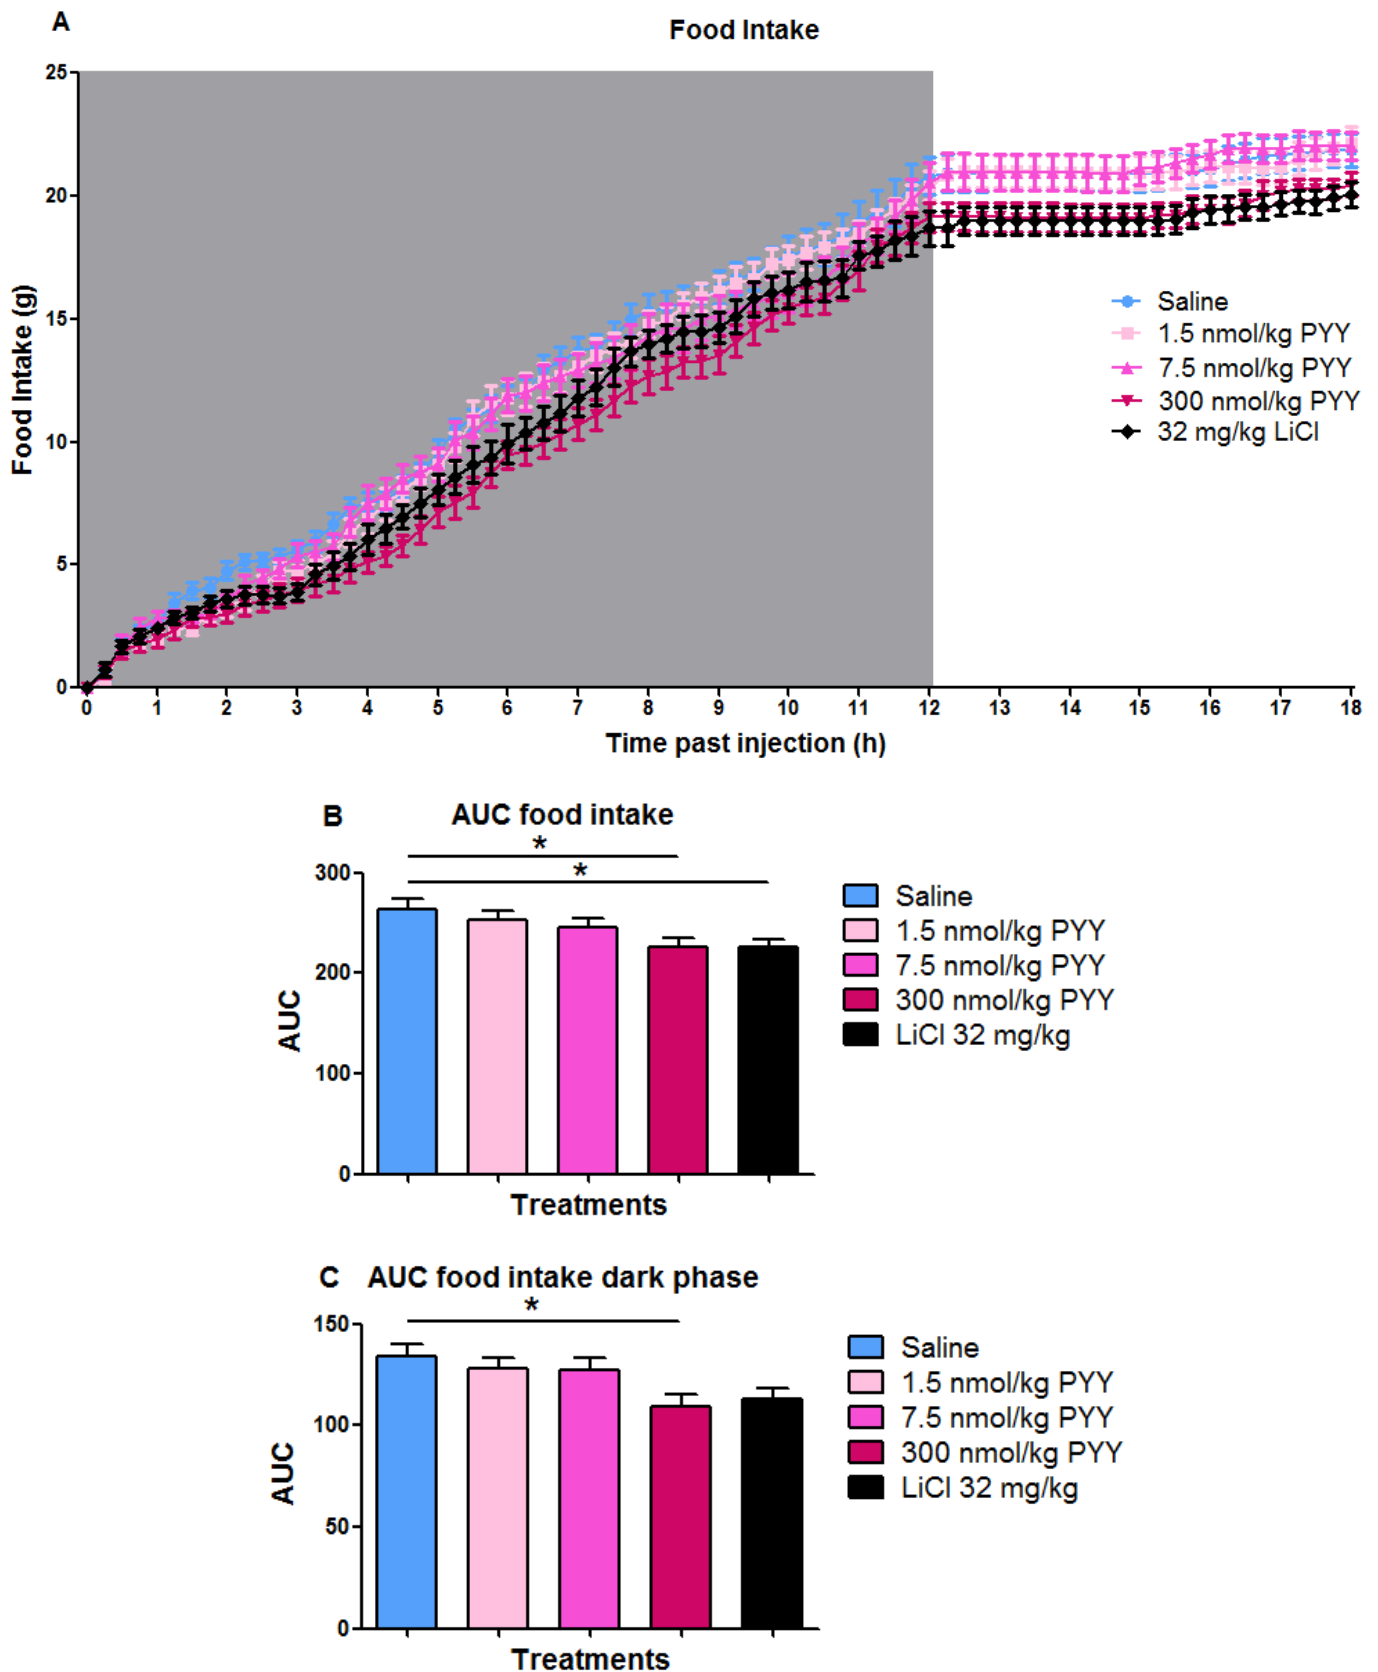 A
Food Intake
25
20
15
10
5
0
Food Intake (g)
0 1 2 3 4 5 6 7 8 9 10 11 12 13 14 15 16 17 18
Time past injection (h)
Saline
1.5 nmol/kg PYY
7.5 nmol/kg PYY
300 nmol/kg PYY
32 mg/kg LiCl
B AUC food intake
*
*
300
200
100
0
AUC
Treatments
Saline
1.5 nmol/kg PYY
7.5 nmol/kg PYY
300 nmol/kg PYY
LiCl 32 mg/kg
C AUC food intake dark phase
*
150
100
50
0
AUC
Treatments
Saline
1.5 nmol/kg PYY
7.5 nmol/kg PYY
300 nmol/kg PYY
LiCl 32 mg/kg